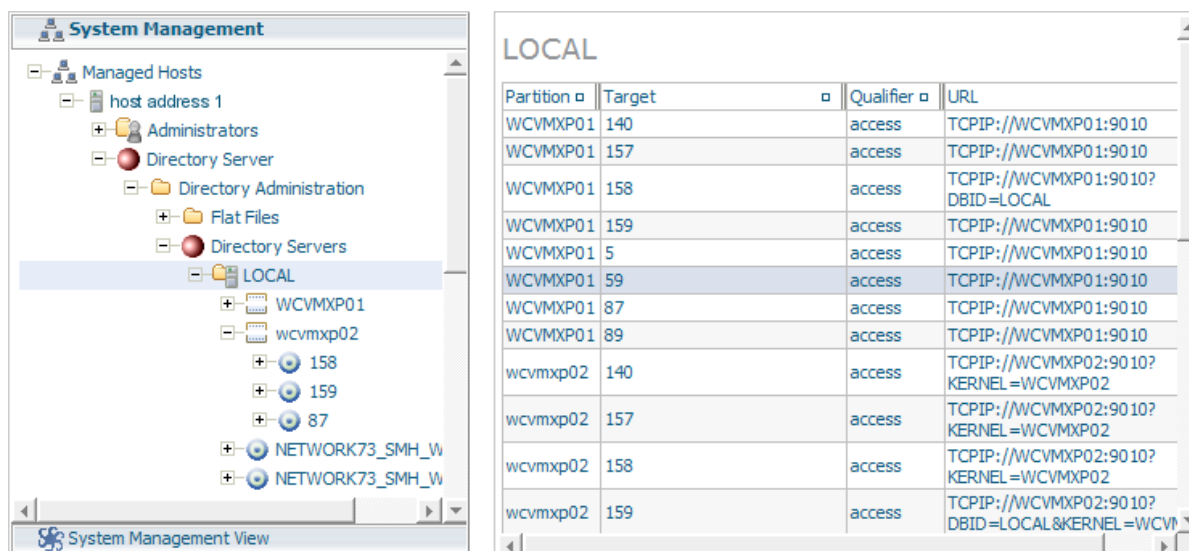 System Management
Managed Hosts
host address 1
Administrators
Directory Server
Directory Administration
Flat Files
Directory Servers
LOCAL
WCVMXP01
wcvmxp02
158
159
87
NETWORK73_SMH_W
NETWORK73_SMH_W
System Management View
LOCAL
Partition Target Qualifier URL
WCVMXP01 140 access TCPIP://WCVMXP01:9010
WCVMXP01 157 access TCPIP://WCVMXP01:9010
WCVMXP01 158 access TCPIP://WCVMXP01:9010?
DBID=LOCAL
WCVMXP01 159 access TCPIP://WCVMXP01:9010
WCVMXP01 5 access TCPIP://WCVMXP01:9010
WCVMXP01 59 access TCPIP://WCVMXP01:9010
WCVMXP01 87 access TCPIP://WCVMXP01:9010
WCVMXP01 89 access TCPIP://WCVMXP01:9010
wcvmxp02 140 access TCPIP://WCVMXP02:9010?
KERNEL=WCVMXP02
wcvmxp02 157 access TCPIP://WCVMXP02:9010?
KERNEL=WCVMXP02
wcvmxp02 158 access TCPIP://WCVMXP02:9010?
KERNEL=WCVMXP02
wcvmxp02 159 access TCPIP://WCVMXP02:9010?
DBID=LOCAL&KERNEL=WCVM